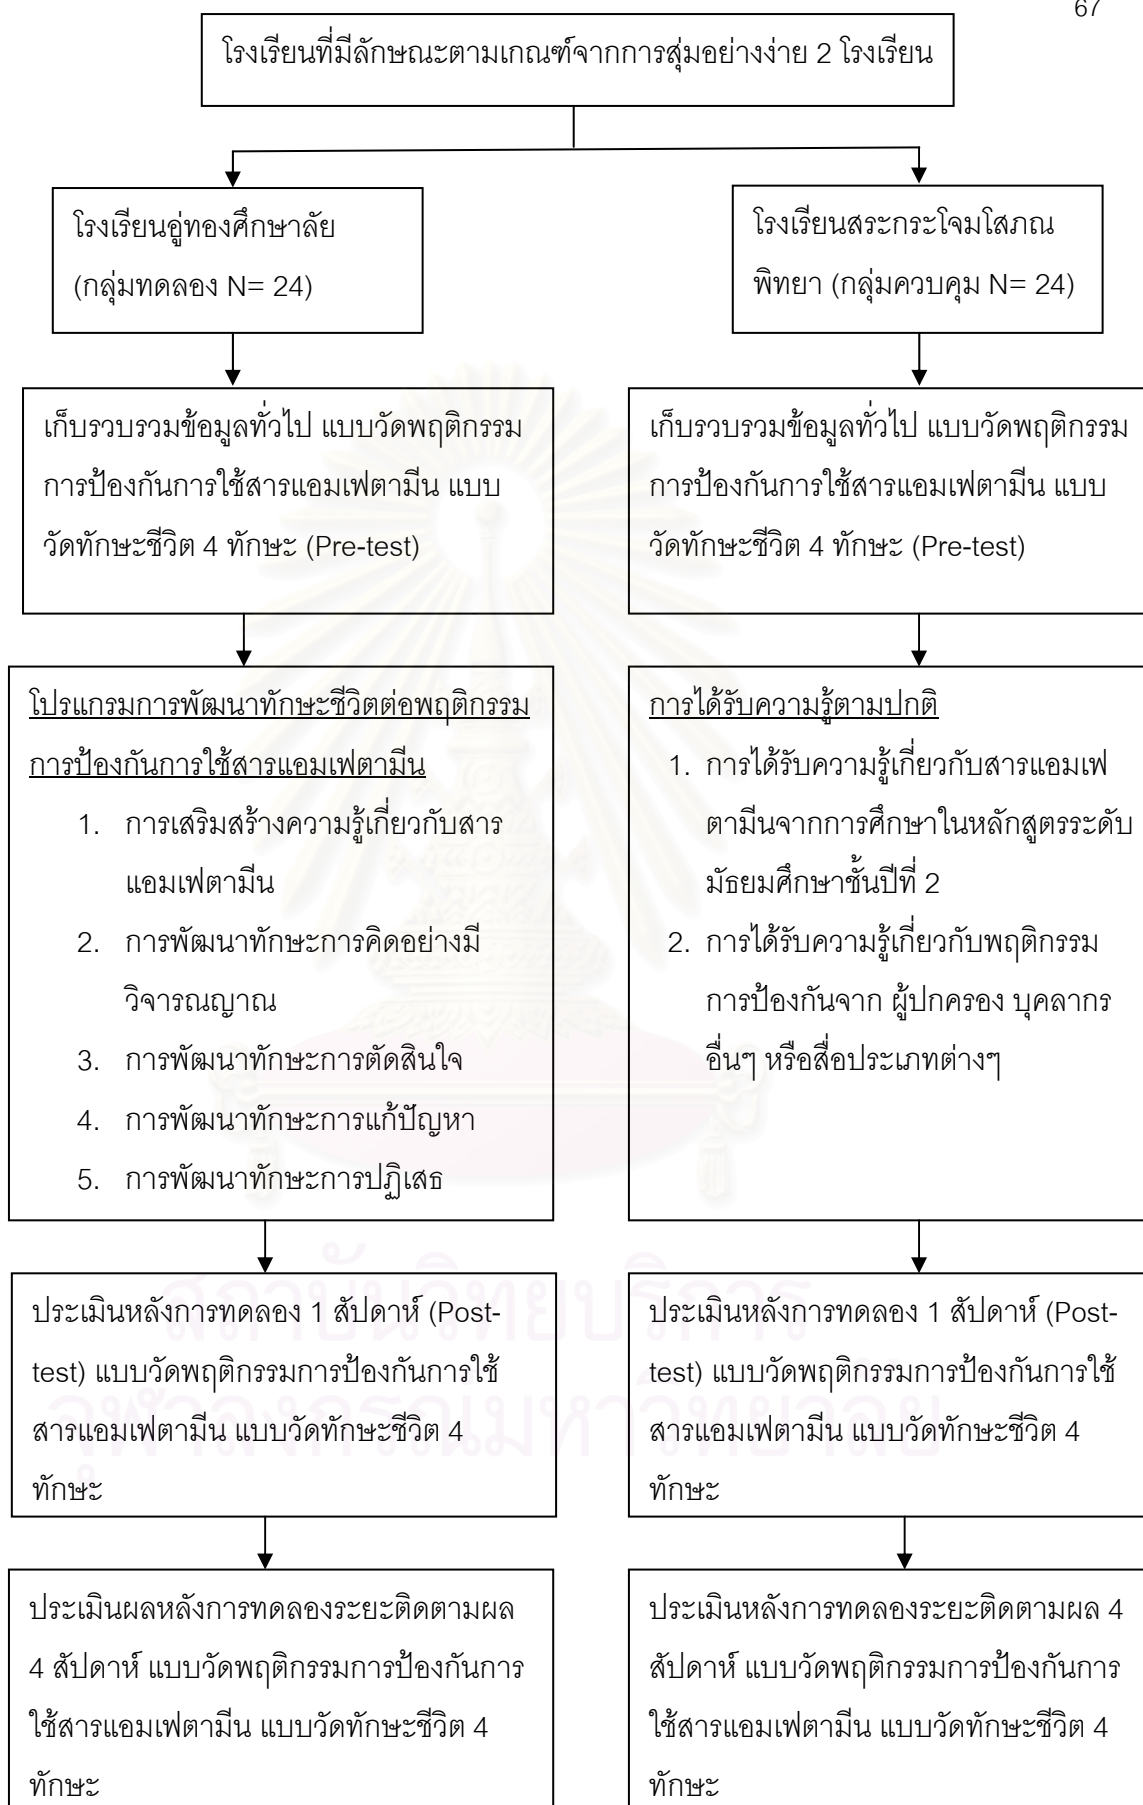 67
โรงเรียนที่มีลักษณะตามเกณฑ์จากการสุ่มอย่างง่าย 2 โรงเรียน
โรงเรียนอู่ทองศึกษาลัย
(กลุ่มทดลอง N= 24)
โรงเรียนสระกระโจมโสภณ
พิทยา (กลุ่มควบคุม N= 24)
เก็บรวบรวมข้อมูลทั่วไป แบบวัดพฤติกรรม
การป้องกันการใช้สารแอมเฟตามีน แบบ
วัดทักษะชีวิต 4 ทักษะ (Pre-test)
เก็บรวบรวมข้อมูลทั่วไป แบบวัดพฤติกรรม
การป้องกันการใช้สารแอมเฟตามีน แบบ
วัดทักษะชีวิต 4 ทักษะ (Pre-test)
โปรแกรมการพัฒนาทักษะชีวิตต่อพฤติกรรม
การป้องกันการใช้สารแอมเฟตามีน
1. การเสริมสร้างความรู้เกี่ยวกับสาร
แอมเฟตามีน
2. การพัฒนาทักษะการคิดอย่างมี
วิจารณญาณ
3. การพัฒนาทักษะการตัดสินใจ
4. การพัฒนาทักษะการแก้ปัญหา
5. การพัฒนาทักษะการปฏิเสธ
การได้รับความรู้ตามปกติ
1. การได้รับความรู้เกี่ยวกับสารแอมเฟ
ตามีนจากการศึกษาในหลักสูตรระดับ
มัธยมศึกษาชั้นปีที่ 2
2. การได้รับความรู้เกี่ยวกับพฤติกรรม
การป้องกันจาก ผู้ปกครอง บุคลากร
อื่นๆ หรือสื่อประเภทต่างๆ
ประเมินหลังการทดลอง 1 สัปดาห์ (Post-
test) แบบวัดพฤติกรรมการป้องกันการใช้
สารแอมเฟตามีน แบบวัดทักษะชีวิต 4
ทักษะ
ประเมินหลังการทดลอง 1 สัปดาห์ (Post-
test) แบบวัดพฤติกรรมการป้องกันการใช้
สารแอมเฟตามีน แบบวัดทักษะชีวิต 4
ทักษะ
ประเมินผลหลังการทดลองระยะติดตามผล
4 สัปดาห์ แบบวัดพฤติกรรมการป้องกันการ
ใช้สารแอมเฟตามีน แบบวัดทักษะชีวิต 4
ทักษะ
ประเมินหลังการทดลองระยะติดตามผล 4
สัปดาห์ แบบวัดพฤติกรรมการป้องกันการ
ใช้สารแอมเฟตามีน แบบวัดทักษะชีวิต 4
ทักษะ
สถาบันวิทยบริการ
จุฬาลงกรณ์มหาวิทยาลัย